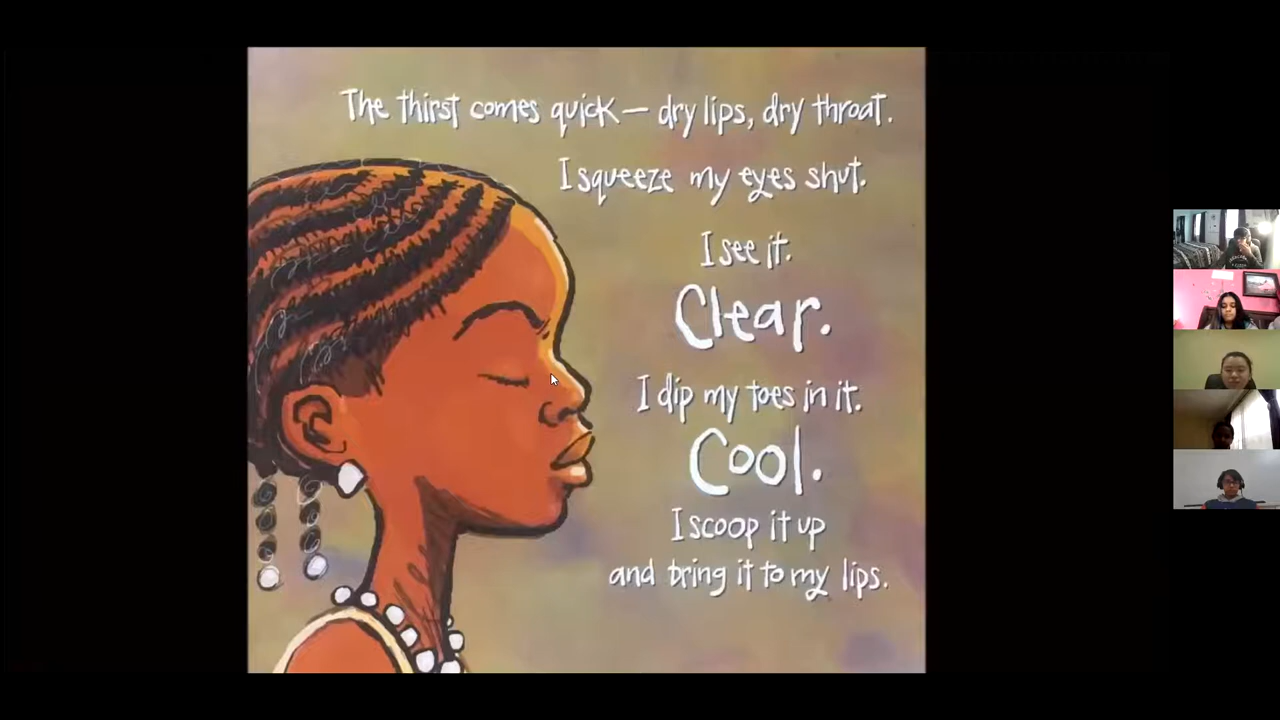 The thirst comes quick — dry lips, dry throat.
I squeeze my eyes shut.
I see it.
Clear.
I dip my toes in it.
Cool.
I scoop it up
and bring it to my lips.